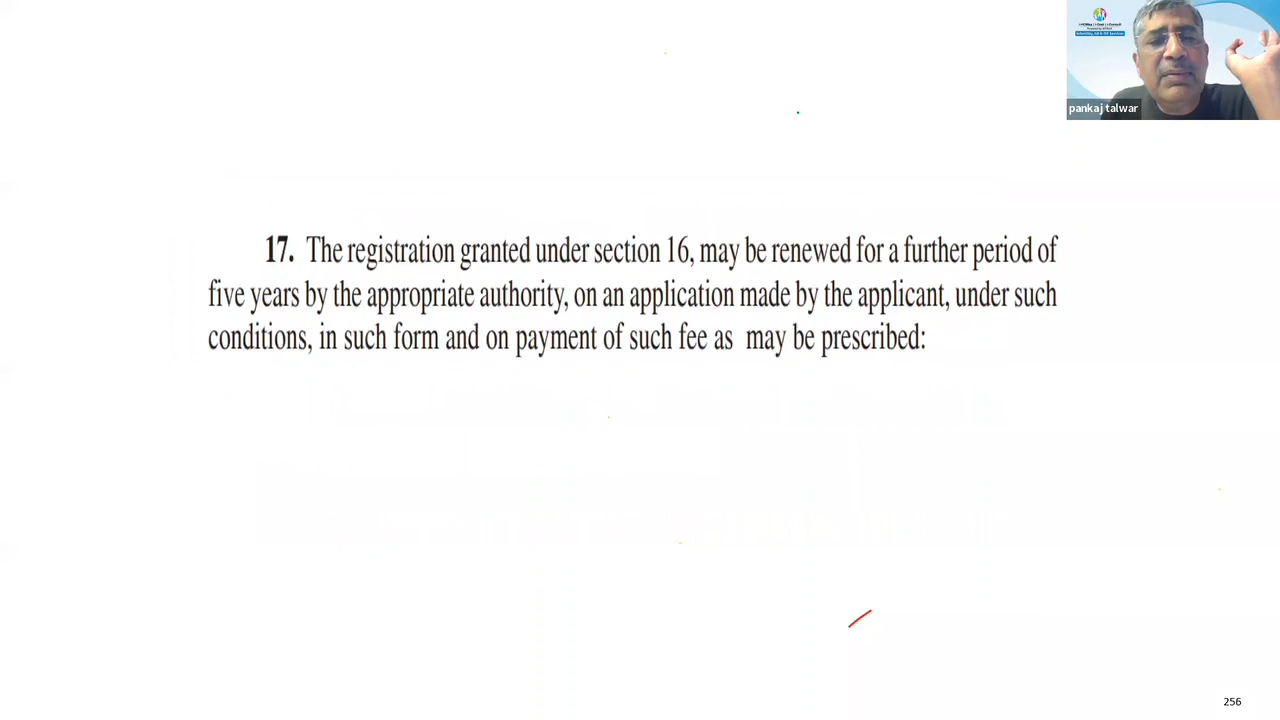 pankaj talwar
17. The registration granted under section 16, may be renewed for a further period of
five years by the appropriate authority, on an application made by the applicant, under such
conditions, in such form and on payment of such fee as may be prescribed:
256